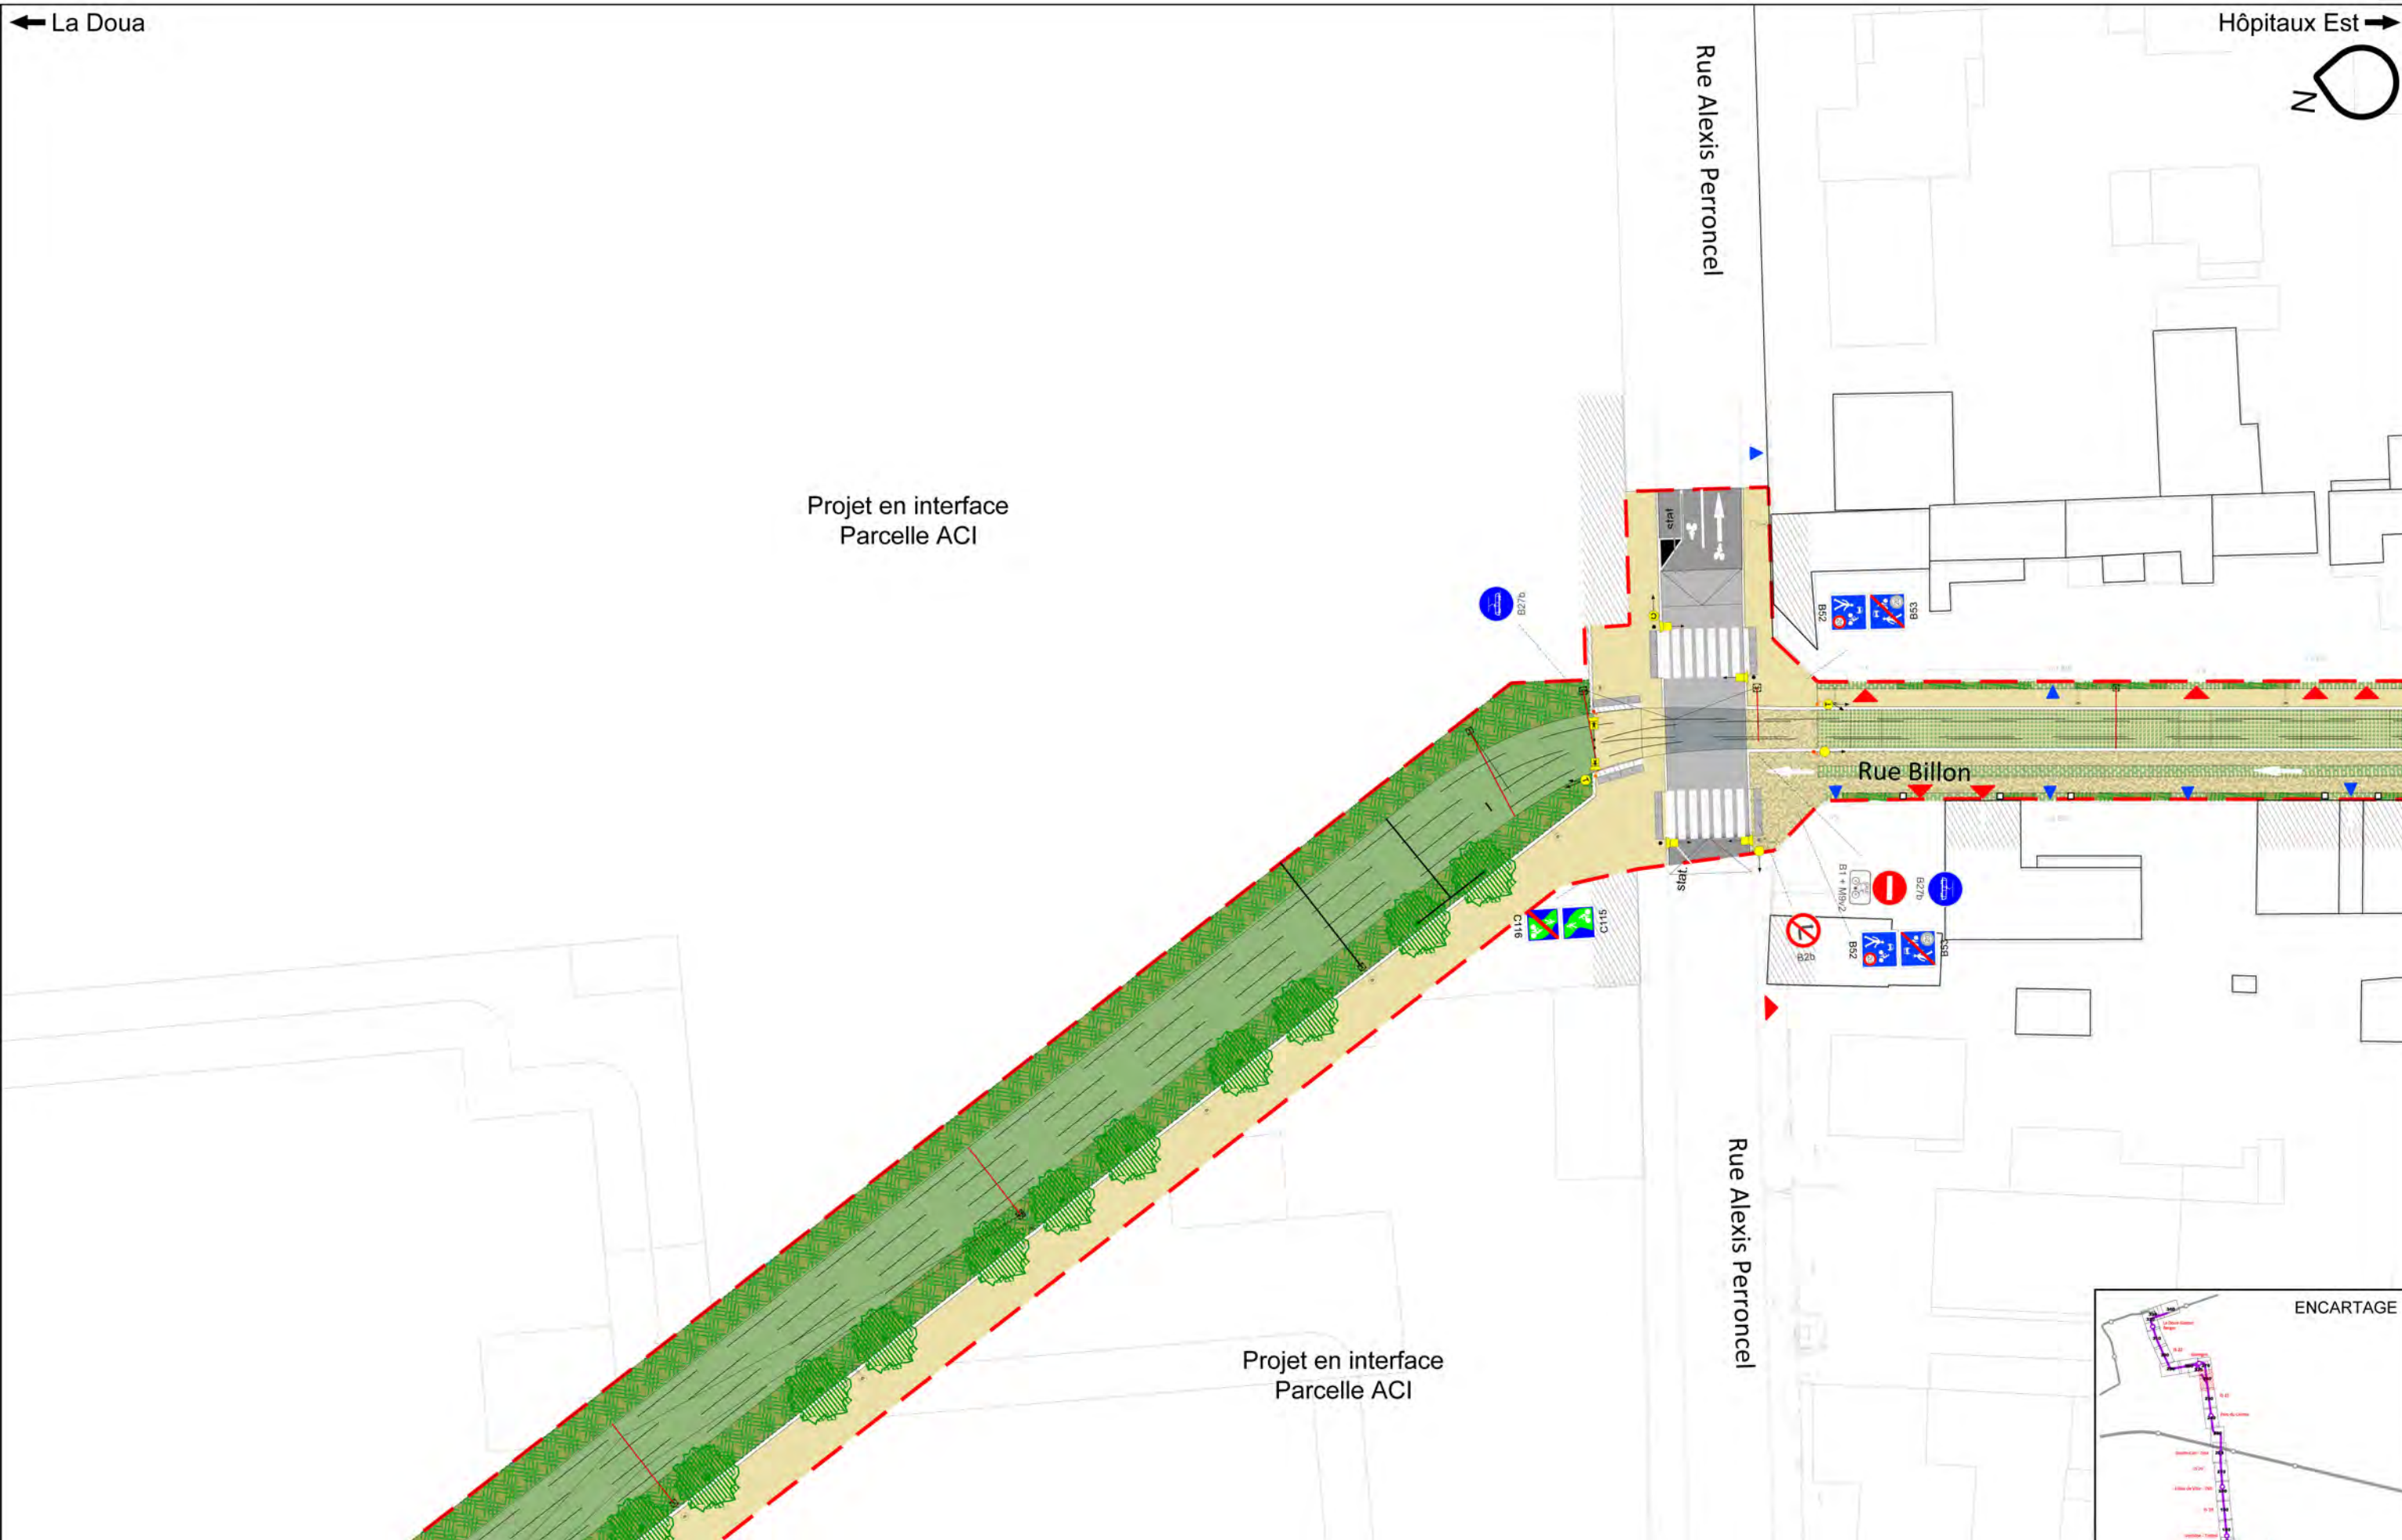 La Doua
Hôpitaux Est
N
Rue Alexis Perroncel
Projet en interface
Parcelle ACI
stat
B27b
B52
B53
Rue Billon
stat
B1 + M9v2
B27b
C116
C115
B2b
B52
B53
Rue Alexis Perroncel
Projet en interface
Parcelle ACI
ENCARTAGE